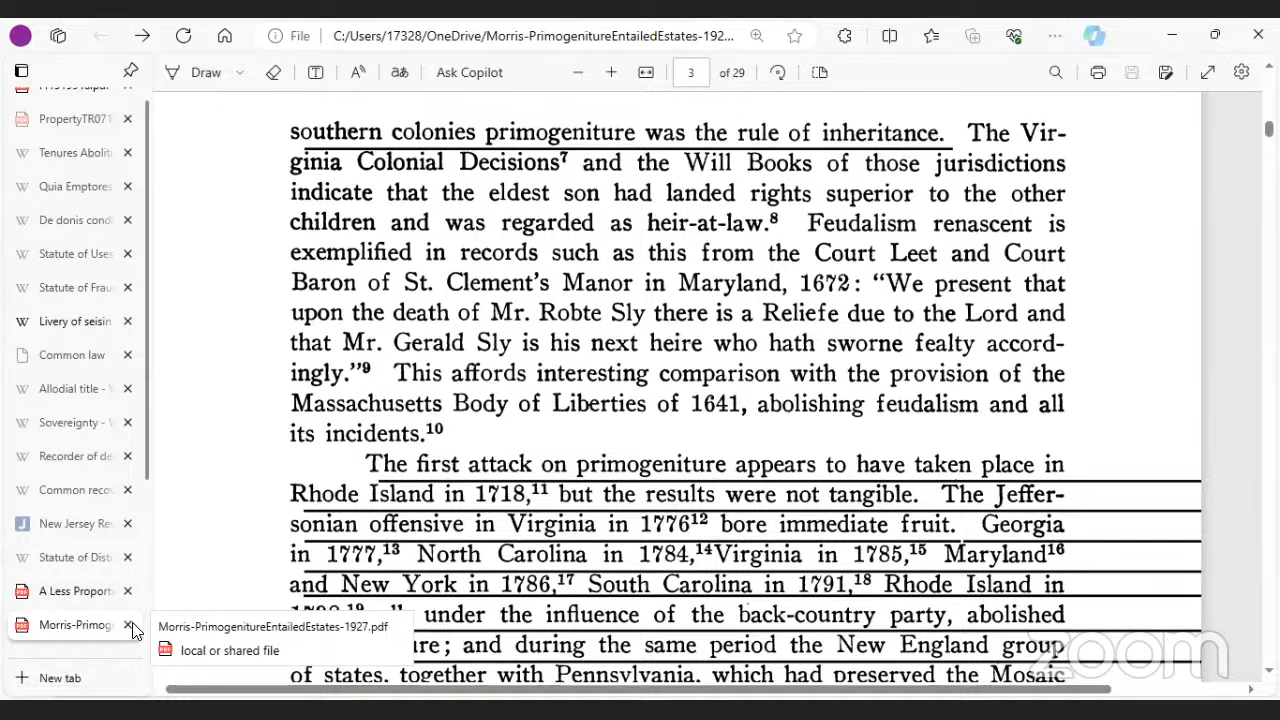 File C:/Users/17328/OneDrive/Morris-PrimogenitureEntailedEstates-192...
Draw
Ask Copilot
3 of 29
PropertyTR071
Tenures Aboliti
Quia Emptores
De donis cond
Statute of Uses
Statute of Frau
Livery of seisin
Common law
Allodial title -
Sovereignty -
Recorder of de
Common reco
New Jersey Re
Statute of Dist
A Less Proport
Morris-Primog
New tab
Morris-PrimogenitureEntailedEstates-1927.pdf
local or shared file
southern colonies primogeniture was the rule of inheritance. The Vir-
ginia Colonial Decisions⁷ and the Will Books of those jurisdictions
indicate that the eldest son had landed rights superior to the other
children and was regarded as heir-at-law.⁸ Feudalism renascent is
exemplified in records such as this from the Court Leet and Court
Baron of St. Clement's Manor in Maryland, 1672: "We present that
upon the death of Mr. Robte Sly there is a Reliefe due to the Lord and
that Mr. Gerald Sly is his next heire who hath sworne fealty accord-
ingly."⁹ This affords interesting comparison with the provision of the
Massachusetts Body of Liberties of 1641, abolishing feudalism and all
its incidents.¹⁰
The first attack on primogeniture appears to have taken place in
Rhode Island in 1718,¹¹ but the results were not tangible. The Jeffer-
sonian offensive in Virginia in 1776¹² bore immediate fruit. Georgia
in 1777,¹³ North Carolina in 1784,¹⁴Virginia in 1785,¹⁵ Maryland¹⁶
and New York in 1786,¹⁷ South Carolina in 1791,¹⁸ Rhode Island in
under the influence of the back-country party, abolished
ure; and during the same period the New England group
of states, together with Pennsylvania, which had preserved the Mosaic
zoom